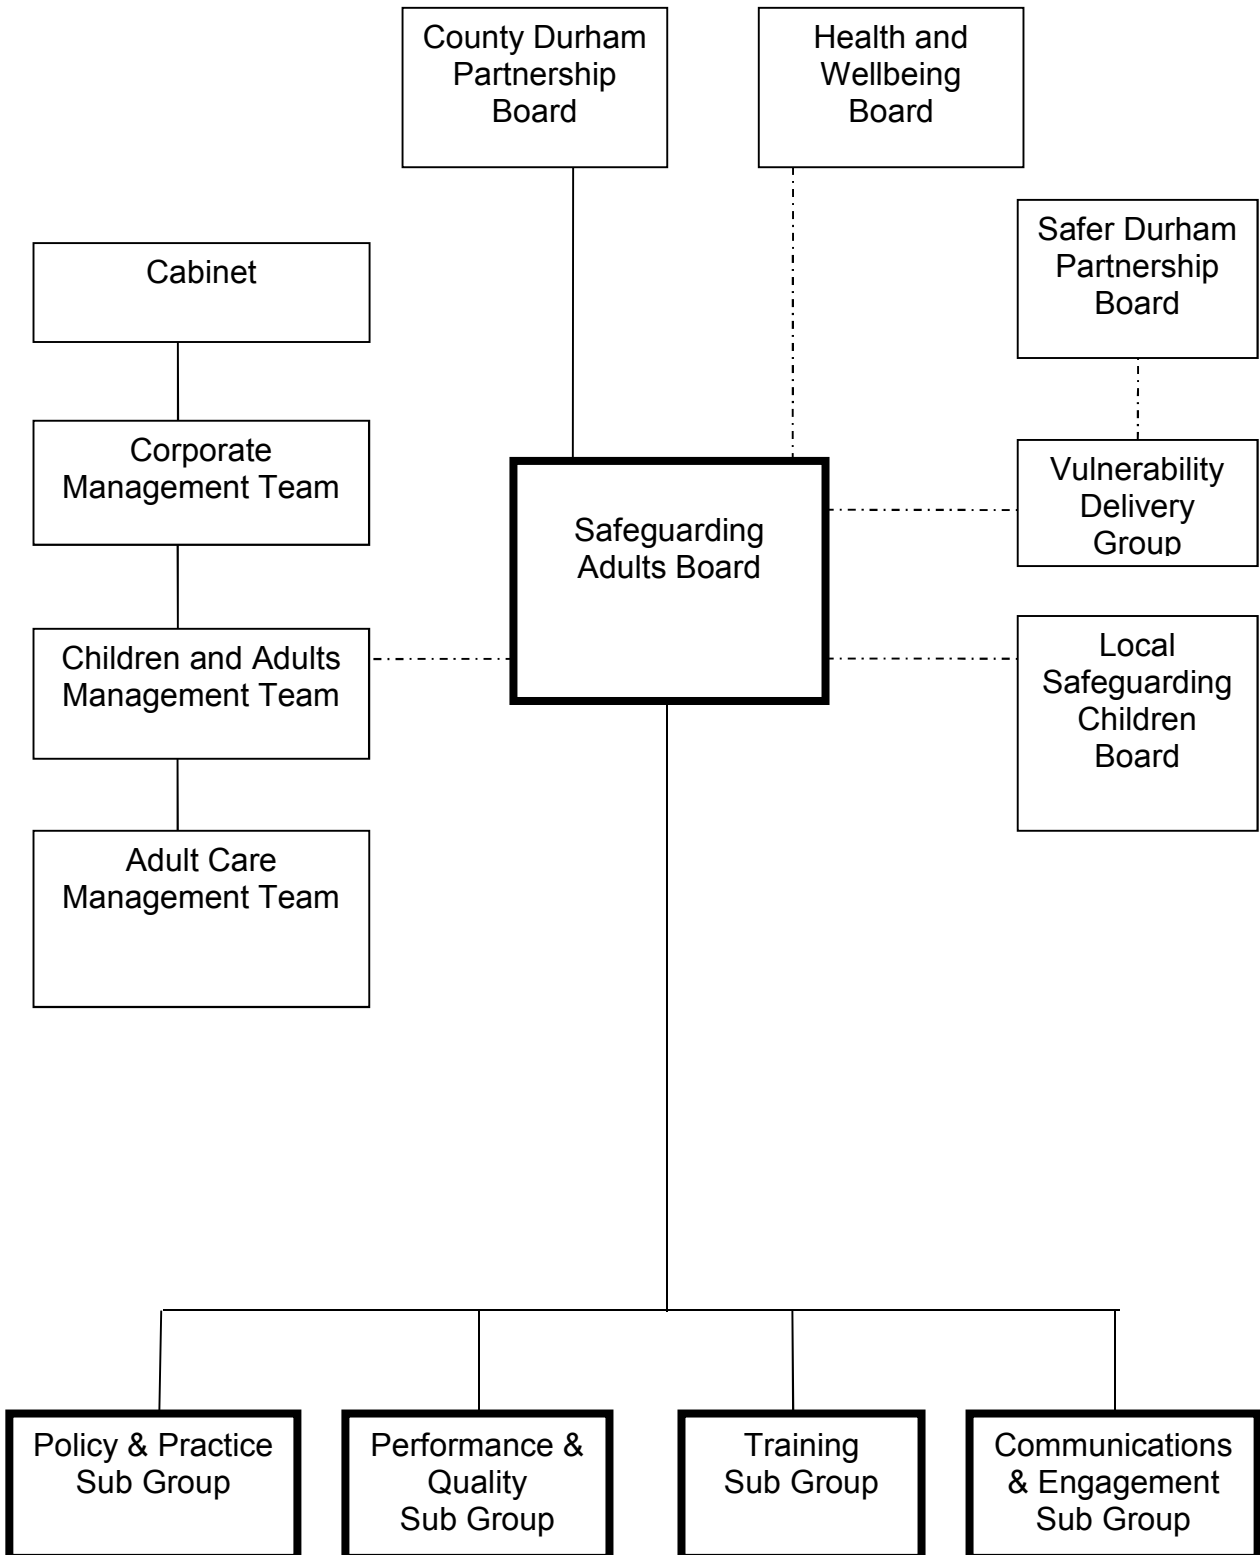 County Durham
Partnership
Board
Health and
Wellbeing
Board
Safer Durham
Partnership
Board
Cabinet
Corporate
Management Team
Vulnerability
Delivery
Group
Safeguarding
Adults Board
Children and Adults
Management Team
Local
Safeguarding
Children
Board
Adult Care
Management Team
Policy & Practice
Sub Group
Performance &
Quality
Sub Group
Training
Sub Group
Communications
& Engagement
Sub Group